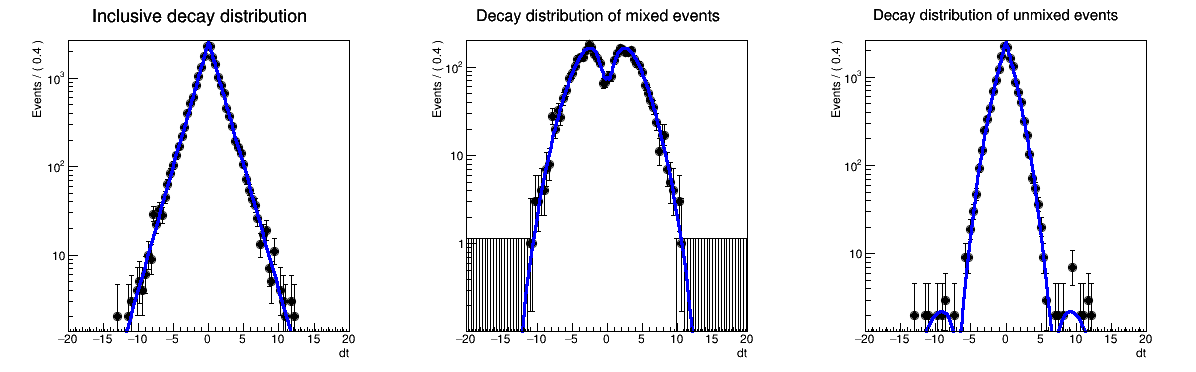 Inclusive decay distribution
Events / ( 0.4 )
10³
10²
10
−20 −15 −10 −5 0 5 10 15 20
dt
Decay distribution of mixed events
Events / ( 0.4 )
10²
10
1
−20 −15 −10 −5 0 5 10 15 20
dt
Decay distribution of unmixed events
Events / ( 0.4 )
10³
10²
10
−20 −15 −10 −5 0 5 10 15 20
dt